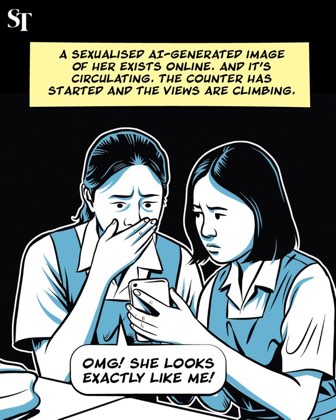 ST
A SEXUALISED AI-GENERATED IMAGE
OF HER EXISTS ONLINE. AND IT'S
CIRCULATING. THE COUNTER HAS
STARTED AND THE VIEWS ARE CLIMBING.
OMG! SHE LOOKS
EXACTLY LIKE ME!